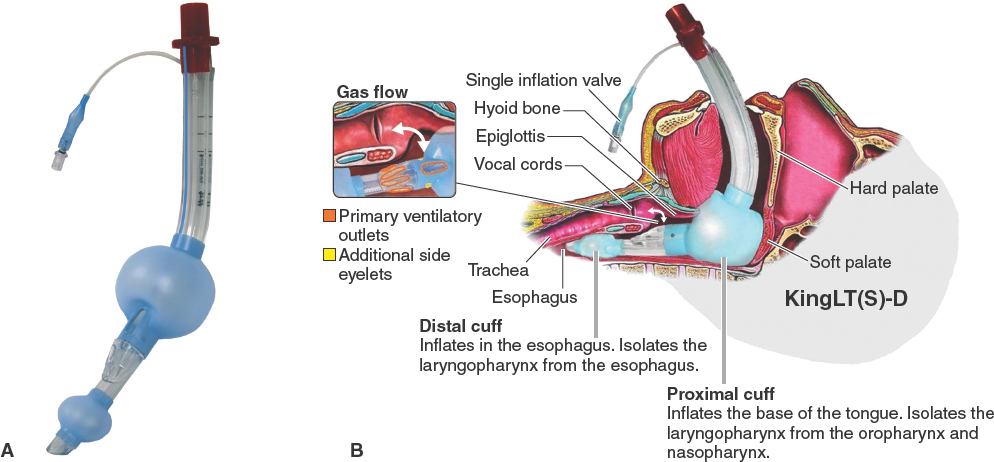 Gas flow
Single inflation valve
Hyoid bone
Epiglottis
Vocal cords
Primary ventilatory
outlets
Additional side
eyelets
Trachea
Esophagus
Hard palate
Soft palate
KingLT(S)-D
Distal cuff
Inflates in the esophagus. Isolates the
laryngopharynx from the esophagus.
Proximal cuff
Inflates the base of the tongue. Isolates the
laryngopharynx from the oropharynx and
nasopharynx.
A
B